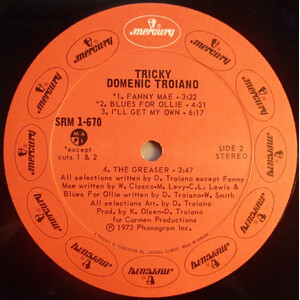 mercury
TRICKY
DOMENIC TROIANO
*1. FANNY MAE - 3:22
*2. BLUES FOR OLLIE - 4:21
3. I'LL GET MY OWN - 6:17
SRM 1-670
*except
cuts 1 & 2
SIDE 2
STEREO
4. THE GREASER - 3:47
All selections written by D. Troiano except Fanny
Mae written by W. Glasco-M. Levy-C.L. Lewis &
Blues For Ollie written by D. Troiano-W. Smith
All selections Arr. by D. Troiano
Prod. by K. Olsen-D. Troiano
for Carmen Productions
℗ 1973 Phonogram Inc.
mercury
mercury
mercury
mercury
mercury
mercury
mercury
mercury